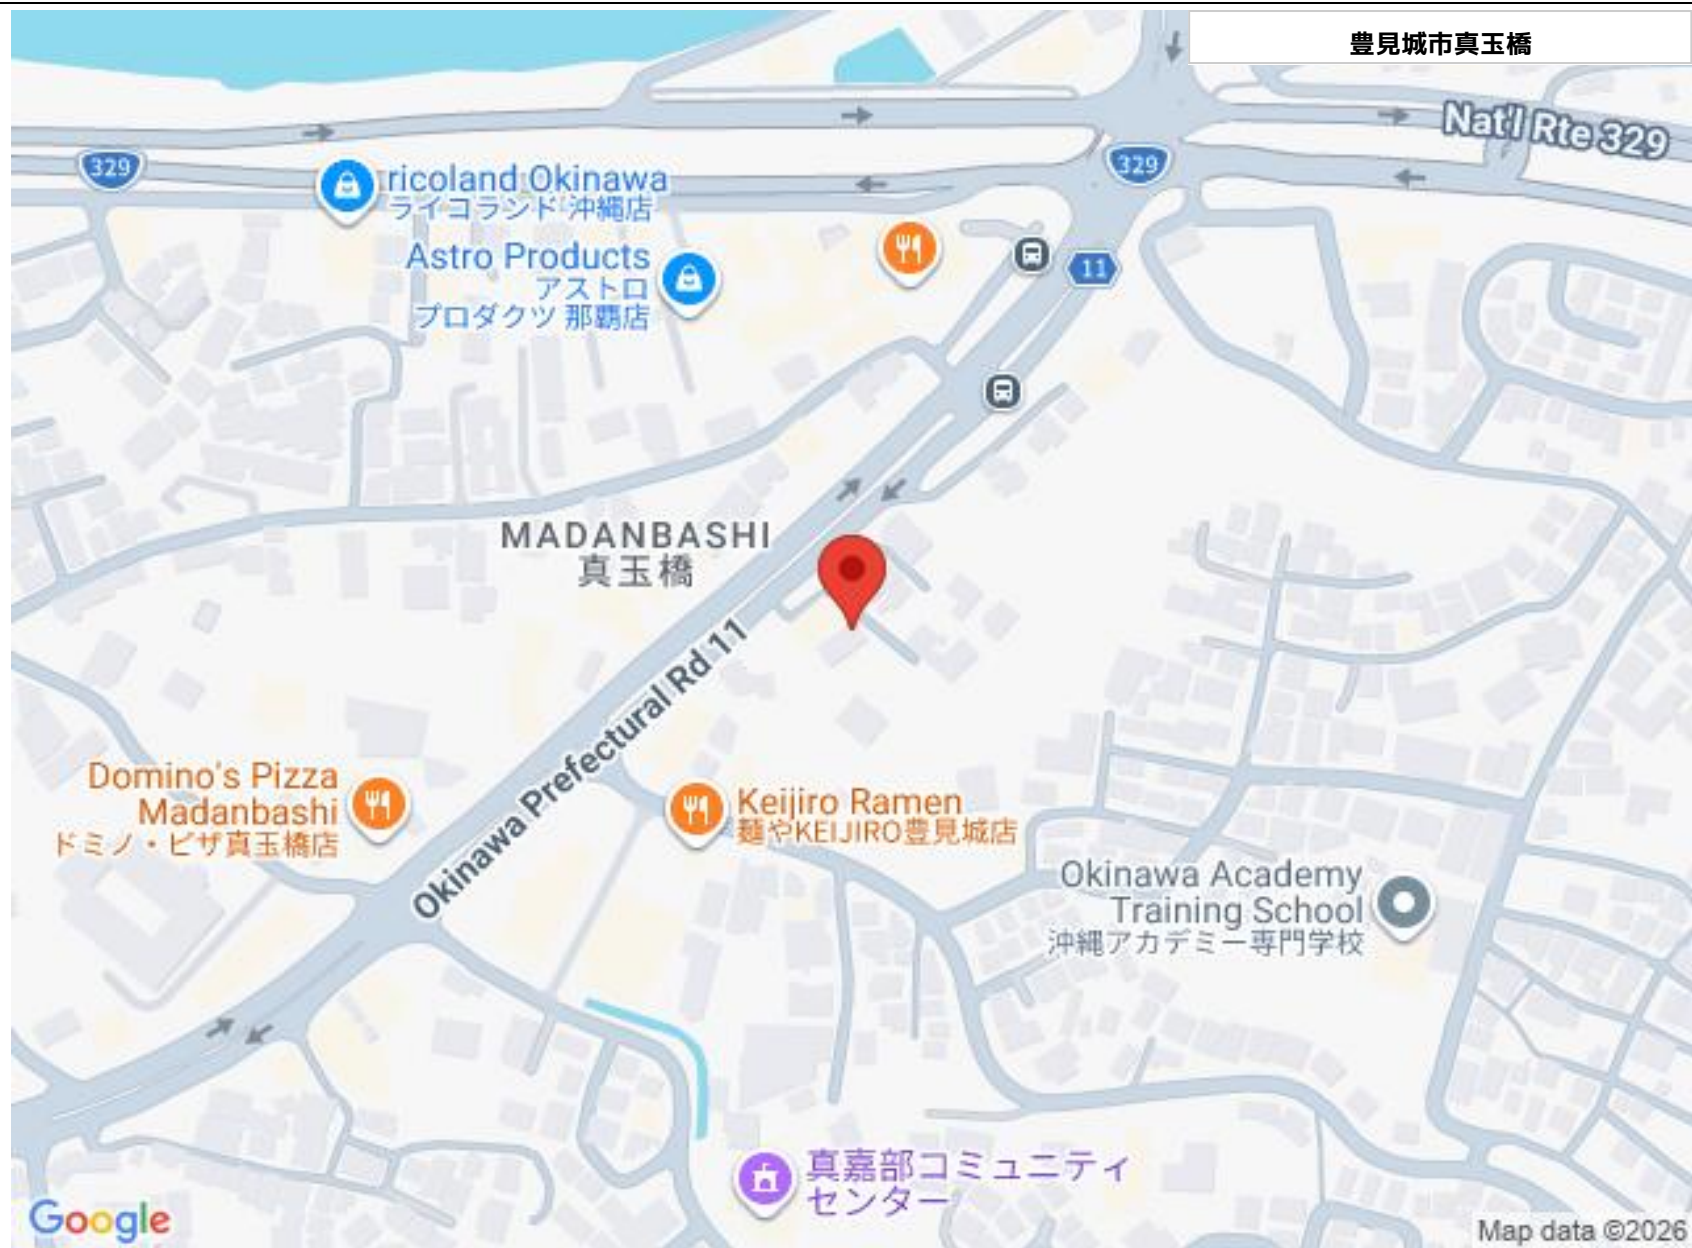 豊見城市真玉橋
Nat'l Rte 329
329
329
ricoland Okinawa
ライコランド 沖縄店
Astro Products
アストロ
プロダクツ 那覇店
11
MADANBASHI
真玉橋
Okinawa Prefectural Rd 11
Domino's Pizza
Madanbashi
ドミノ・ピザ真玉橋店
Keijiro Ramen
麺やKEIJIRO豊見城店
Okinawa Academy
Training School
沖縄アカデミー専門学校
真嘉部コミュニティ
センター
Google
Map data ©2026